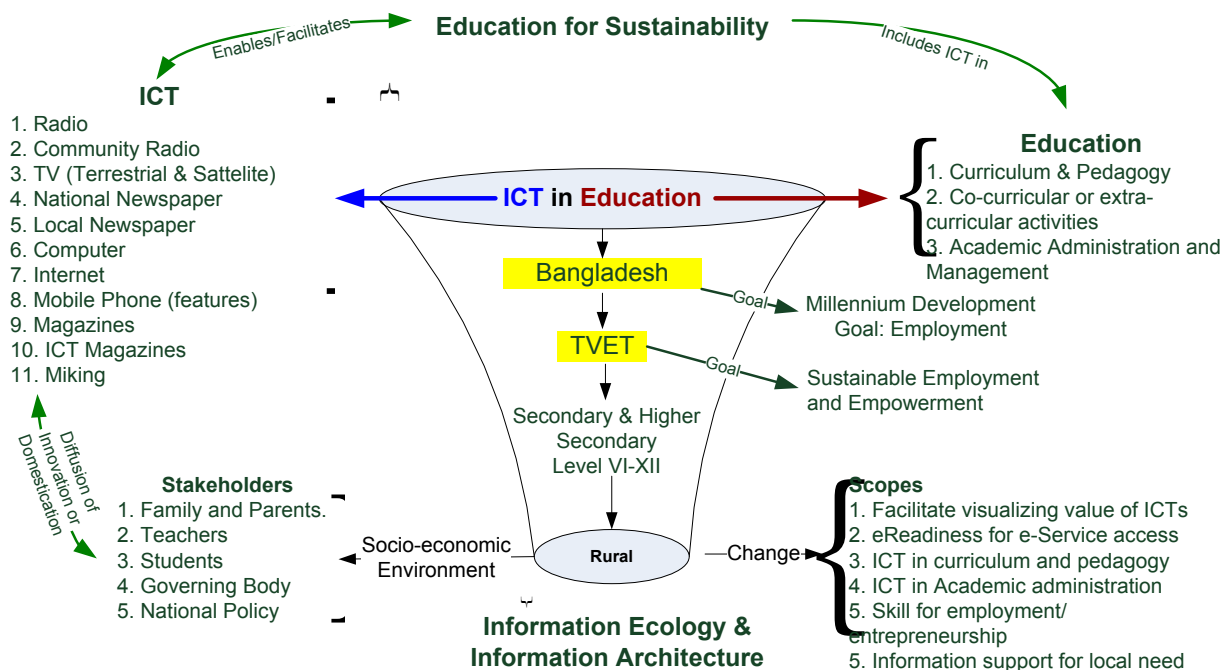 Education for Sustainability
Enables/Facilitates
Includes ICT in
ICT
1. Radio
2. Community Radio
3. TV (Terrestrial & Sattelite)
4. National Newspaper
5. Local Newspaper
6. Computer
7. Internet
8. Mobile Phone (features)
9. Magazines
10. ICT Magazines
11. Miking
ICT in Education
Education
1. Curriculum & Pedagogy
2. Co-curricular or extra-
curricular activities
3. Academic Administration and
Management
Bangladesh
Goal
Millennium Development
Goal: Employment
TVET
Goal
Sustainable Employment
and Empowerment
Secondary & Higher
Secondary
Level VI-XII
Diffusion of
Innovation or
Domestication
Stakeholders
1. Family and Parents.
2. Teachers
3. Students
4. Governing Body
5. National Policy
Socio-economic
Environment
Rural
Change
Scopes
1. Facilitate visualizing value of ICTs
2. eReadiness for e-Service access
3. ICT in curriculum and pedagogy
4. ICT in Academic administration
5. Skill for employment/
entrepreneurship
5. Information support for local need
Information Ecology &
Information Architecture